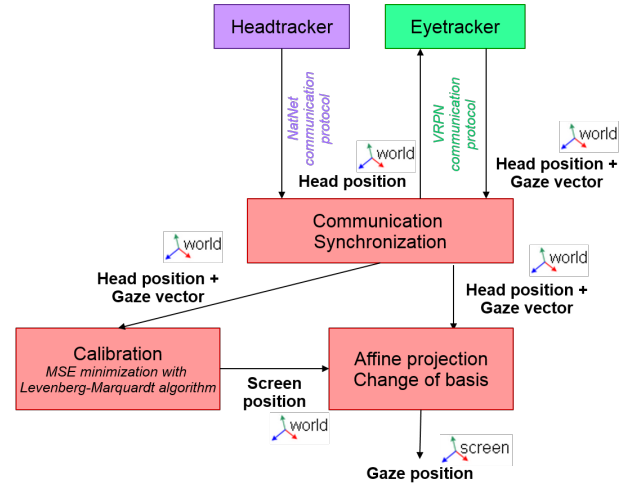 Headtracker
Eyetracker
NatNet
communication
protocol
VRPN
communication
protocol
world
Head position
world
Head position +
Gaze vector
Communication
Synchronization
world
Head position +
Gaze vector
world
Head position +
Gaze vector
Calibration
MSE minimization with
Levenberg-Marquardt algorithm
Screen
position
world
Affine projection
Change of basis
screen
Gaze position